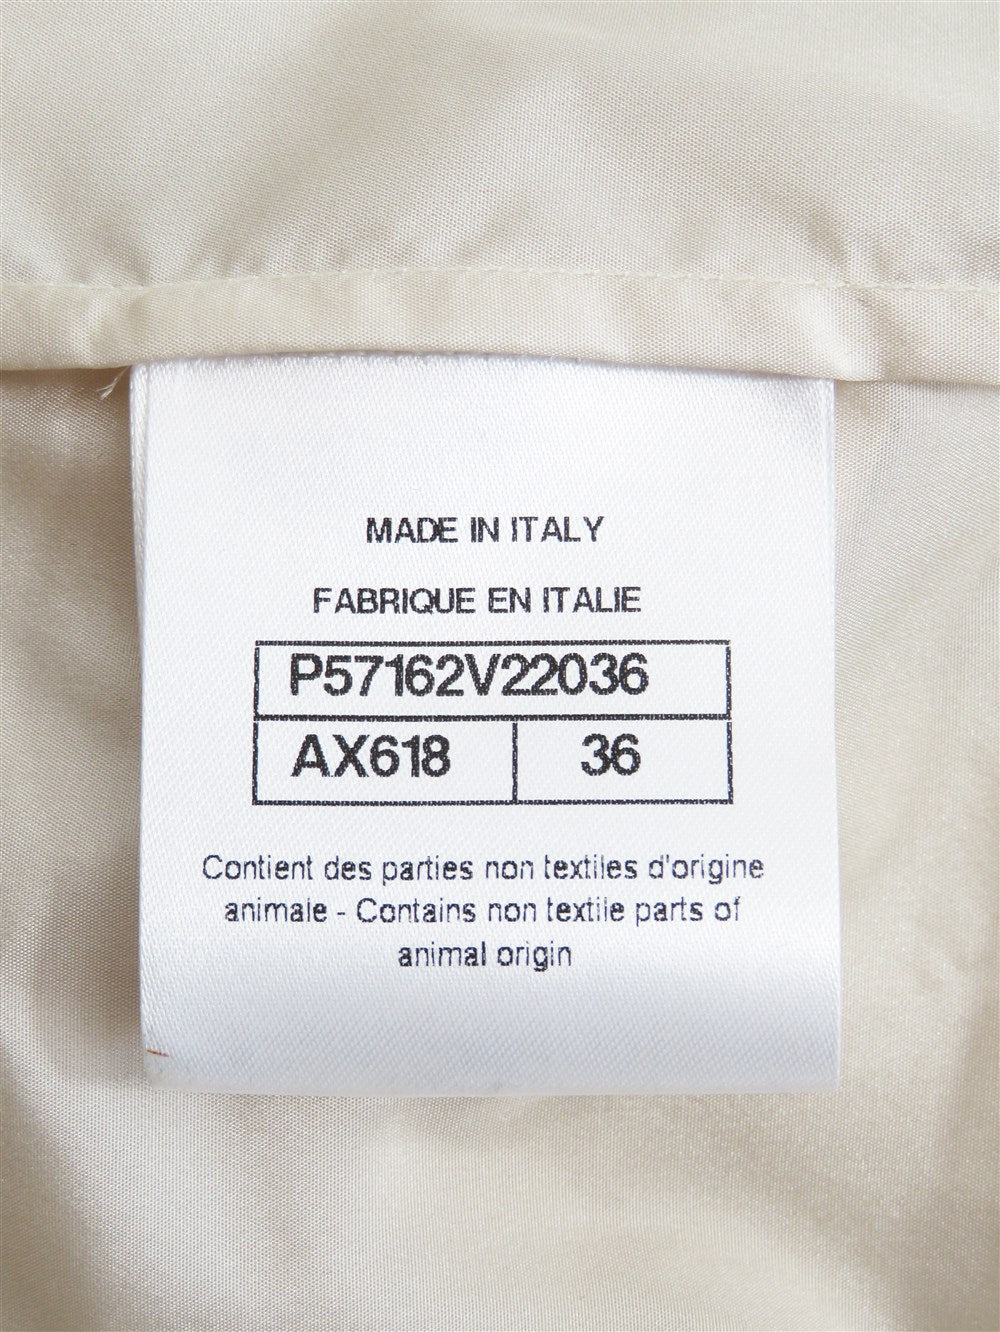 MADE IN ITALY
FABRIQUE EN ITALIE
P57162V22036
AX618 36
Contient des parties non textiles d'origine
animale - Contains non textile parts of
animal origin